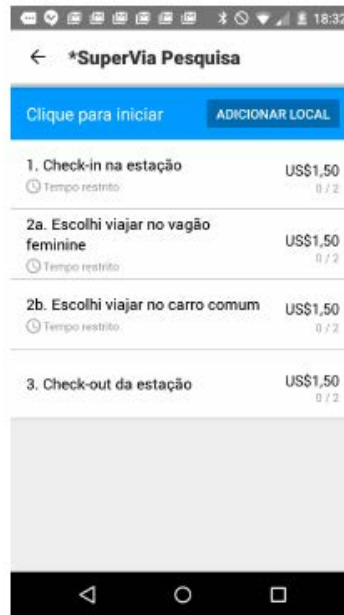 18:32
*SuperVia Pesquisa
Clique para iniciar
ADICIONAR LOCAL
1. Check-in na estação
US$1,50
Tempo restrito
0 / 2
2a. Escolhi viajar no vagão
feminine
US$1,50
0 / 2
Tempo restrito
2b. Escolhi viajar no carro comum
US$1,50
Tempo restrito
0 / 2
3. Check-out da estação
US$1,50
0 / 2